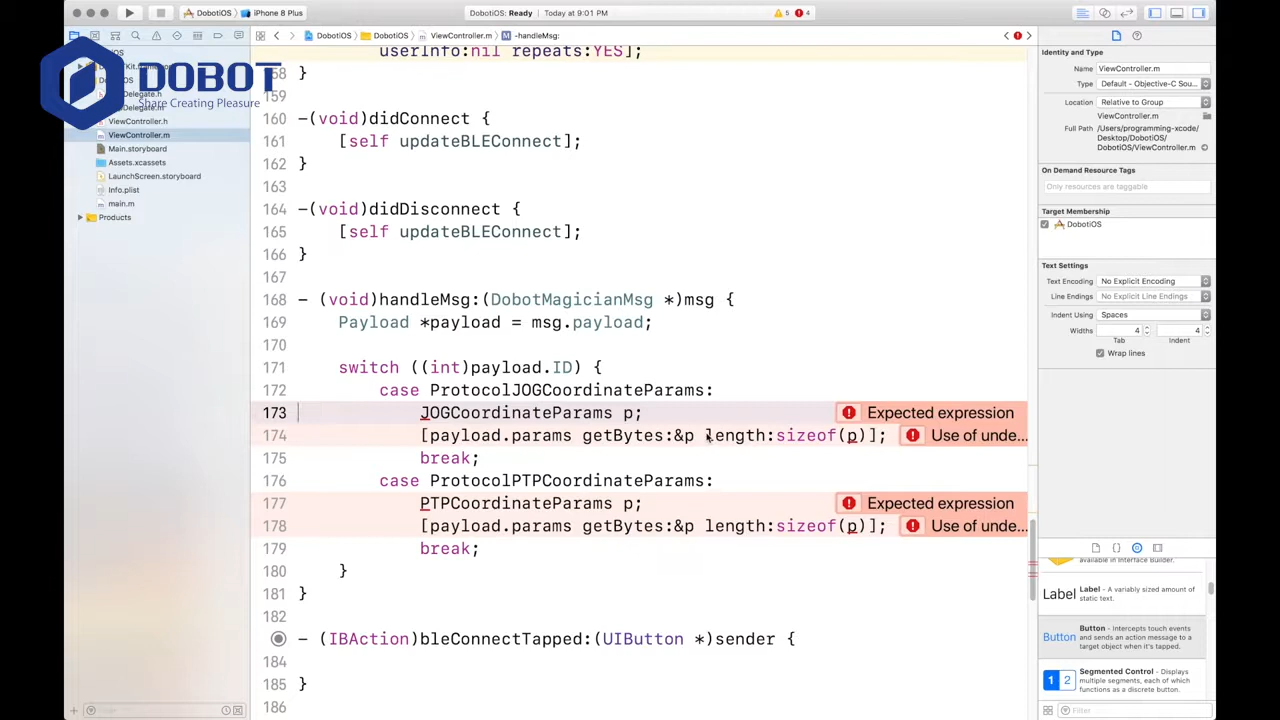 DobotiOS 〉 iPhone 8 Plus
DobotiOS: Ready | Today at 9:01 PM
5
4
DobotiOS 〉 DobotiOS 〉 ViewController.m 〉 -handleMsg:
DOBOT
Share Creating Pleasure
ViewController.h
ViewController.m
Main.storyboard
Assets.xcassets
LaunchScreen.storyboard
Info.plist
main.m
Products
userInfo:nil repeats:YES];
158 }
159
160 -(void)didConnect {
161 [self updateBLEConnect];
162 }
163
164 -(void)didDisconnect {
165 [self updateBLEConnect];
166 }
167
168 - (void)handleMsg:(DobotMagicianMsg *)msg {
169 Payload *payload = msg.payload;
170
171 switch ((int)payload.ID) {
172 case ProtocolJOGCoordinateParams:
173 JOGCoordinateParams p; Expected expression
174 [payload.params getBytes:&p length:sizeof(p)]; Use of unde...
175 break;
176 case ProtocolPTPCoordinateParams:
177 PTPCoordinateParams p; Expected expression
178 [payload.params getBytes:&p length:sizeof(p)]; Use of unde...
179 break;
180 }
181 }
182
- (IBAction)bleConnectTapped:(UIButton *)sender {
184
185 }
186
Identity and Type
Name ViewController.m
Type Default - Objective-C Sou...
Location Relative to Group
ViewController.m
Full Path /Users/programming-xcode/
Desktop/DobotiOS/
DobotiOS/ViewController.m
On Demand Resource Tags
Only resources are taggable
Target Membership
DobotiOS
Text Settings
Text Encoding No Explicit Encoding
Line Endings No Explicit Line Endings
Indent Using Spaces
Widths 4 4
Tab Indent
Wrap lines
available in Interface Builder.
Label Label - A variably sized amount of
static text.
Button Button - Intercepts touch events
and sends an action message to a
target object when it's tapped.
1 2 Segmented Control - Displays
multiple segments, each of which
functions as a discrete button.
Filter